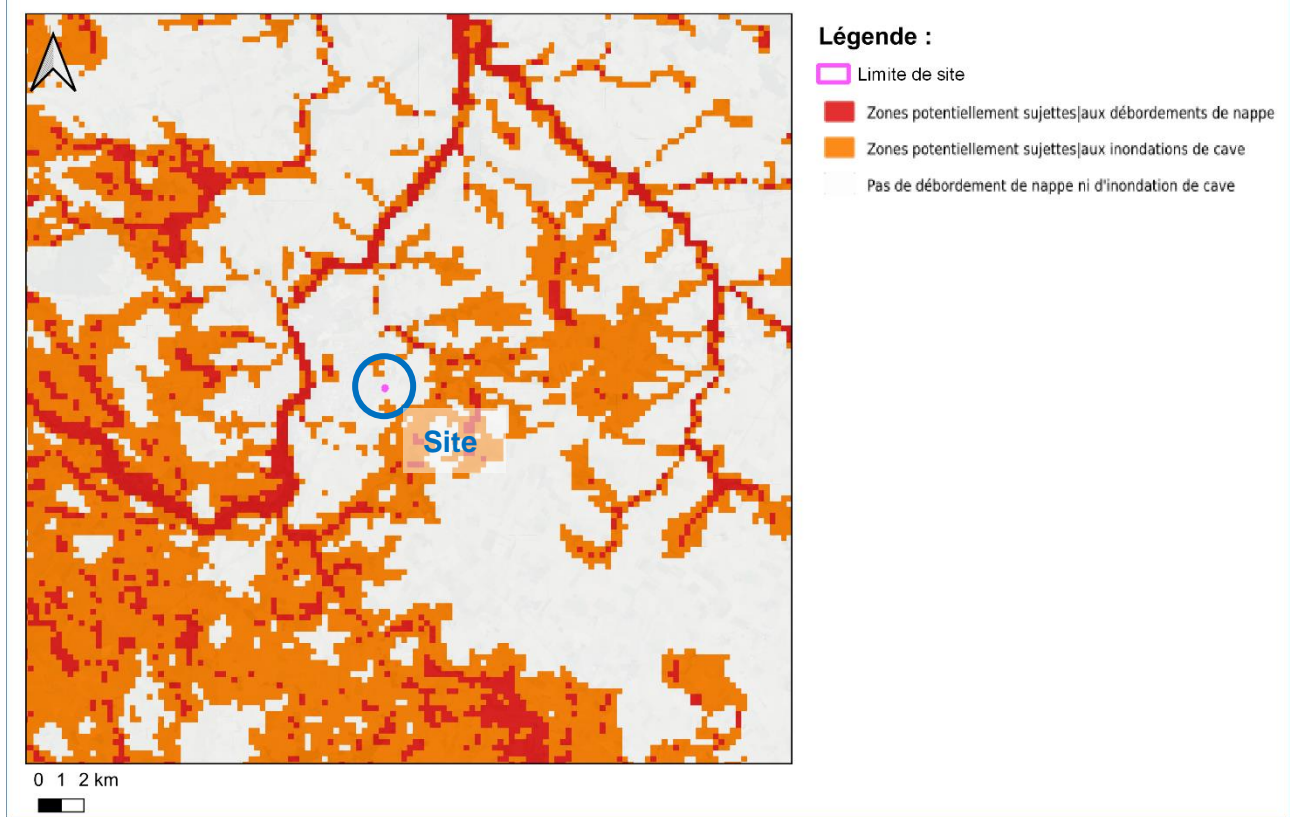 Légende :
Limite de site
Zones potentiellement sujettes|aux débordements de nappe
Zones potentiellement sujettes|aux inondations de cave
Pas de débordement de nappe ni d'inondation de cave
Site
0 1 2 km